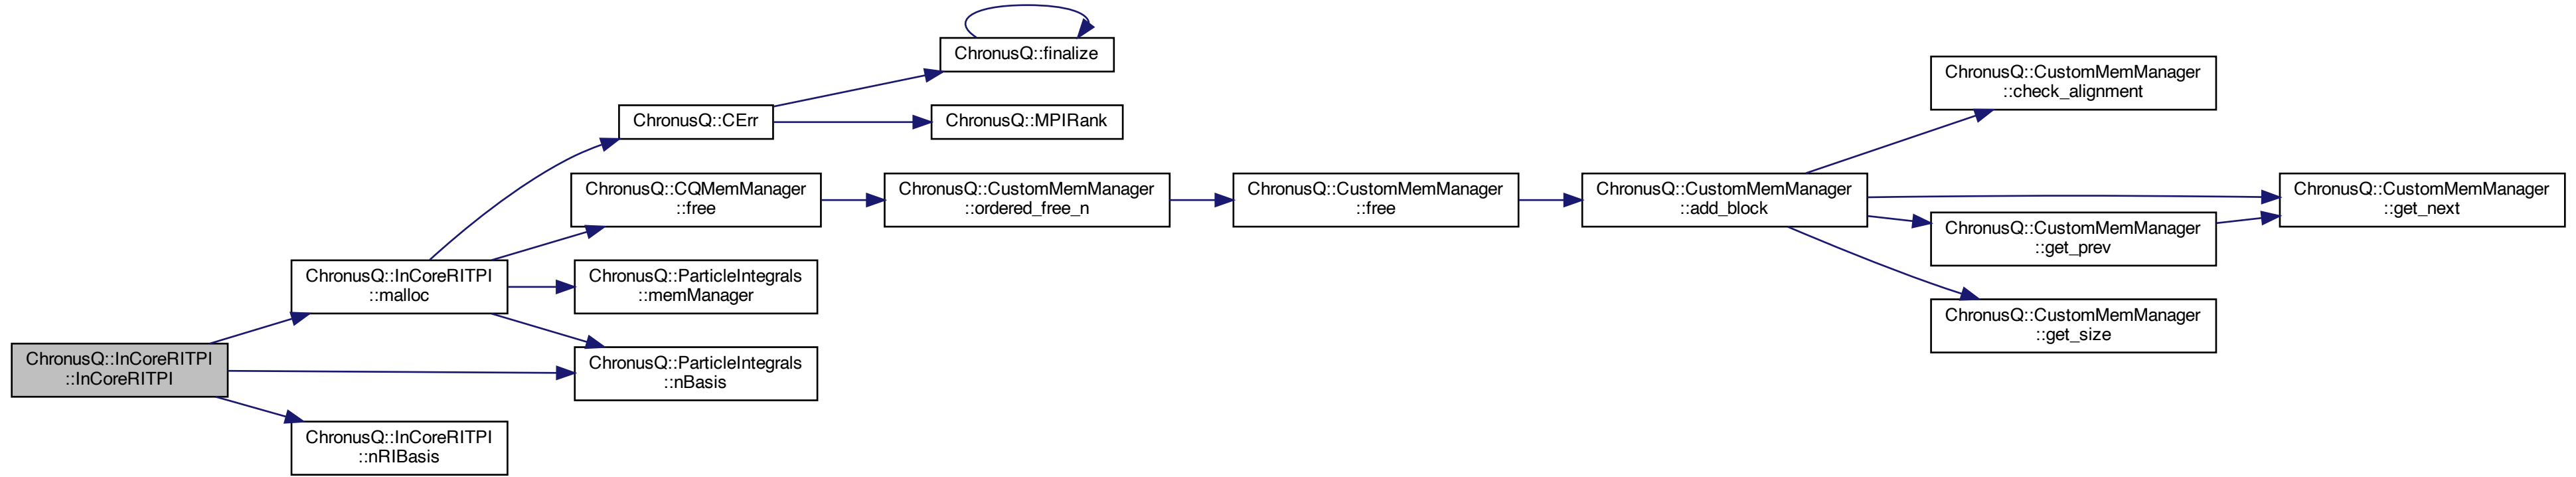 ChronusQ::InCoreRITPI
::InCoreRITPI
ChronusQ::InCoreRITPI
::malloc
ChronusQ::CErr
ChronusQ::finalize
ChronusQ::MPIRank
ChronusQ::CQMemManager
::free
ChronusQ::CustomMemManager
::ordered_free_n
ChronusQ::CustomMemManager
::free
ChronusQ::CustomMemManager
::add_block
ChronusQ::CustomMemManager
::check_alignment
ChronusQ::CustomMemManager
::get_next
ChronusQ::CustomMemManager
::get_prev
ChronusQ::CustomMemManager
::get_size
ChronusQ::ParticleIntegrals
::memManager
ChronusQ::ParticleIntegrals
::nBasis
ChronusQ::InCoreRITPI
::nRIBasis